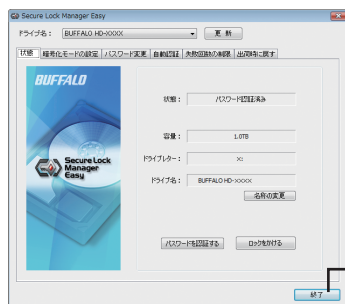 Secure Lock Manager Easy
ドライブ名： BUFFALO HD-XXXX 更 新
状態 暗号化モードの設定 パスワード変更 自動認証 失敗回数の制限 出荷時に戻す
BUFFALO
状態： パスワード認証済み
容量： 1.0TB
Secure Lock Manager Easy
ドライブレター： X:
ドライブ名： BUFFALO HD-XXXX
名前の変更
パスワードを認証する ロックをかける
終了